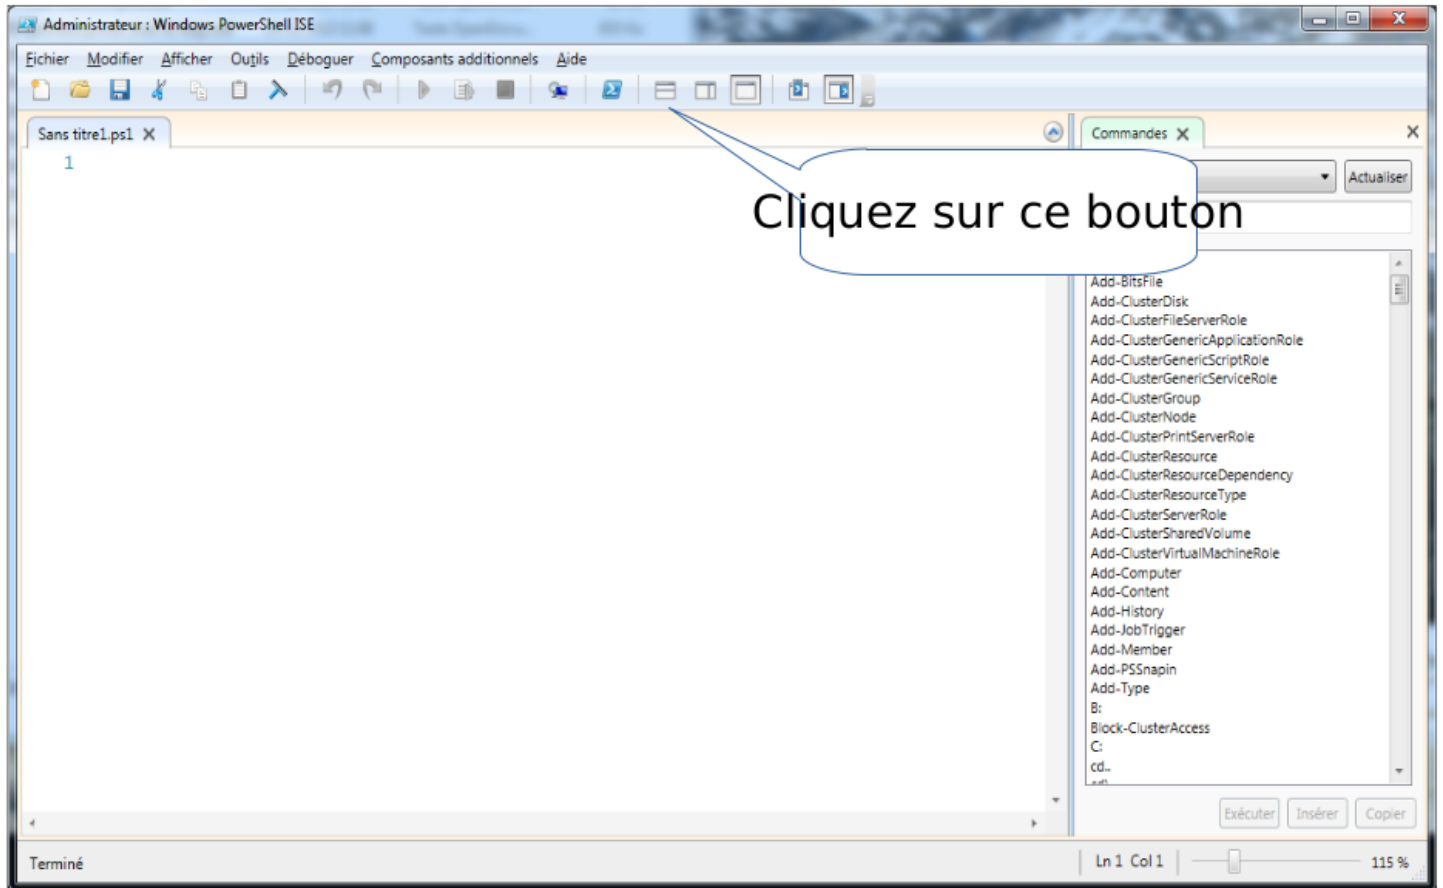 Administrateur : Windows PowerShell ISE
Fichier Modifier Afficher Outils Déboguer Composants additionnels Aide
Sans titre1.ps1 X
Commandes X
1
Actualiser
Cliquez sur ce bouton
Add-BitsFile
Add-ClusterDisk
Add-ClusterFileServerRole
Add-ClusterGenericApplicationRole
Add-ClusterGenericScriptRole
Add-ClusterGenericServiceRole
Add-ClusterGroup
Add-ClusterNode
Add-ClusterPrintServerRole
Add-ClusterResource
Add-ClusterResourceDependency
Add-ClusterResourceType
Add-ClusterServerRole
Add-ClusterSharedVolume
Add-ClusterVirtualMachineRole
Add-Computer
Add-Content
Add-History
Add-JobTrigger
Add-Member
Add-PSSnapin
Add-Type
B:
Block-ClusterAccess
C:
cd..
Exécuter Insérer Copier
Terminé
Ln 1 Col 1
115 %